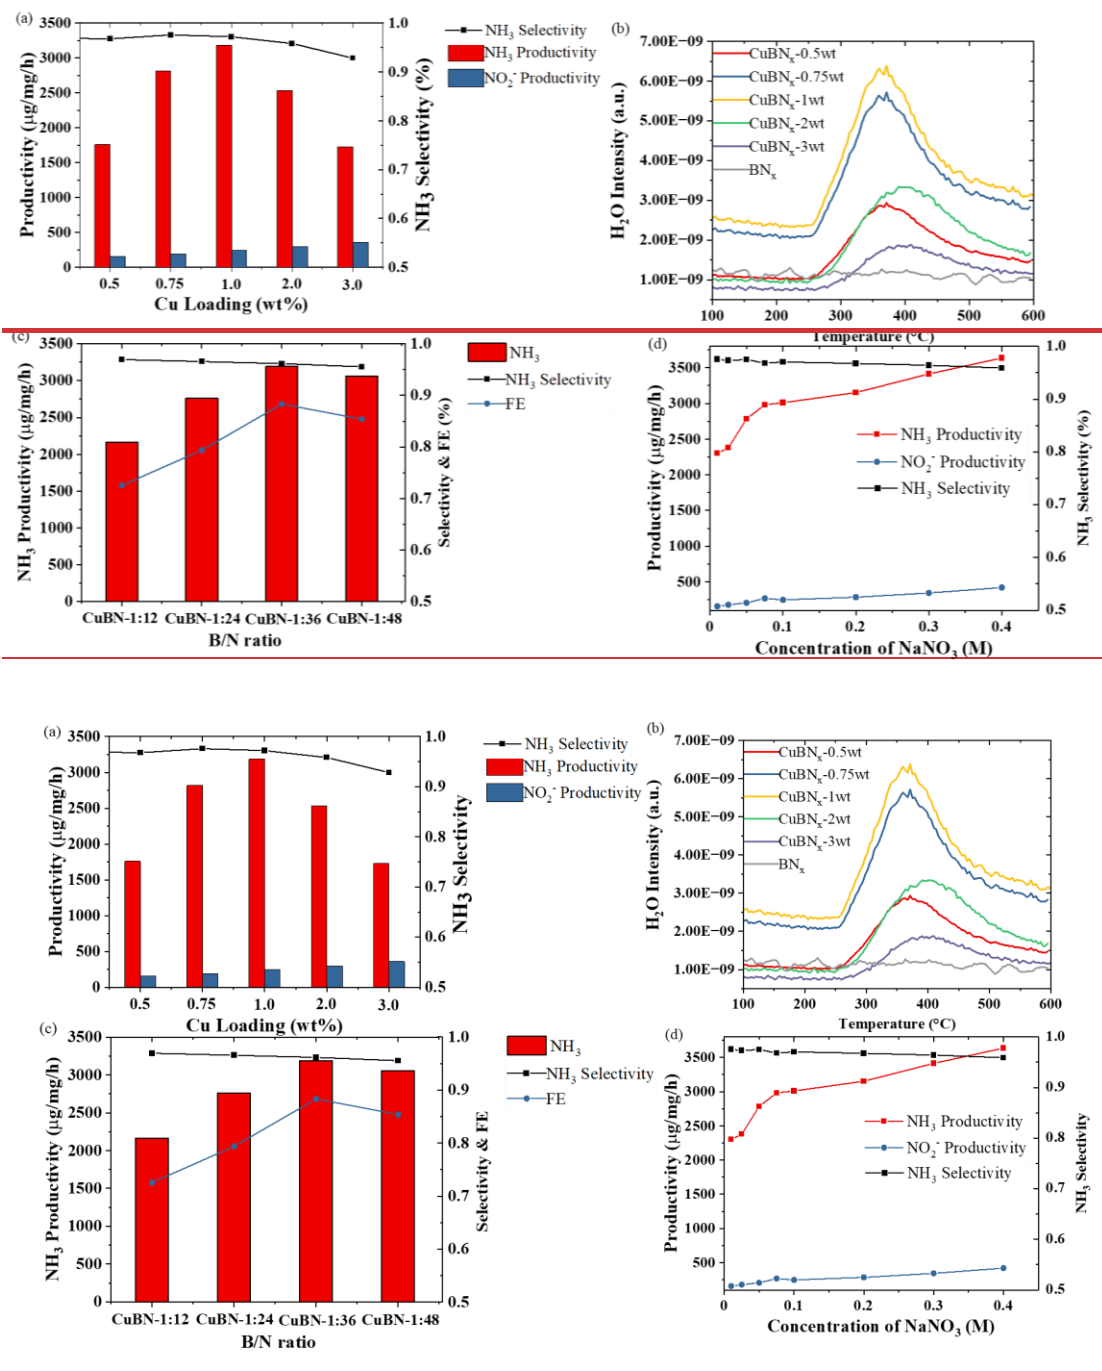 (a)
3500
3000
2500
2000
1500
1000
500
0
Productivity (µg/mg/h)
0.5
0.75
1.0
2.0
3.0
Cu Loading (wt%)
1.0
0.9
0.8
0.7
0.6
0.5
NH3 Selectivity (%)
NH3 Selectivity
NH3 Productivity
NO2- Productivity
(b)
7.00E−09
6.00E−09
5.00E−09
4.00E−09
3.00E−09
2.00E−09
1.00E−09
H2O Intensity (a.u.)
CuBNx-0.5wt
CuBNx-0.75wt
CuBNx-1wt
CuBNx-2wt
CuBNx-3wt
BNx
100
200
300
400
500
600
Temperature (°C)
(c)
3500
3000
2500
2000
1500
1000
500
0
NH3 Productivity (µg/mg/h)
CuBN-1:12
CuBN-1:24
CuBN-1:36
CuBN-1:48
B/N ratio
1.0
0.9
0.8
0.7
0.6
0.5
Selectivity & FE (%)
NH3
NH3 Selectivity
FE
(d)
3500
3000
2500
2000
1500
1000
500
Productivity (µg/mg/h)
0
0.1
0.2
0.3
0.4
Concentration of NaNO3 (M)
1.0
0.9
0.8
0.7
0.6
0.5
NH3 Selectivity (%)
NH3 Productivity
NO2- Productivity
NH3 Selectivity
(a)
3500
3000
2500
2000
1500
1000
500
0
Productivity (µg/mg/h)
0.5
0.75
1.0
2.0
3.0
Cu Loading (wt%)
1.0
0.9
0.8
0.7
0.6
0.5
NH3 Selectivity
NH3 Selectivity
NH3 Productivity
NO2- Productivity
(b)
7.00E−09
6.00E−09
5.00E−09
4.00E−09
3.00E−09
2.00E−09
1.00E−09
H2O Intensity (a.u.)
CuBNx-0.5wt
CuBNx-0.75wt
CuBNx-1wt
CuBNx-2wt
CuBNx-3wt
BNx
100
200
300
400
500
600
Temperature (°C)
(c)
3500
3000
2500
2000
1500
1000
500
0
NH3 Productivity (µg/mg/h)
CuBN-1:12
CuBN-1:24
CuBN-1:36
CuBN-1:48
B/N ratio
1.0
0.9
0.8
0.7
0.6
0.5
Selectivity & FE
NH3
NH3 Selectivity
FE
(d)
3500
3000
2500
2000
1500
1000
500
Productivity (µg/mg/h)
0
0.1
0.2
0.3
0.4
Concentration of NaNO3 (M)
1.0
0.9
0.8
0.7
0.6
0.5
NH3 Selectivity
NH3 Productivity
NO2- Productivity
NH3 Selectivity